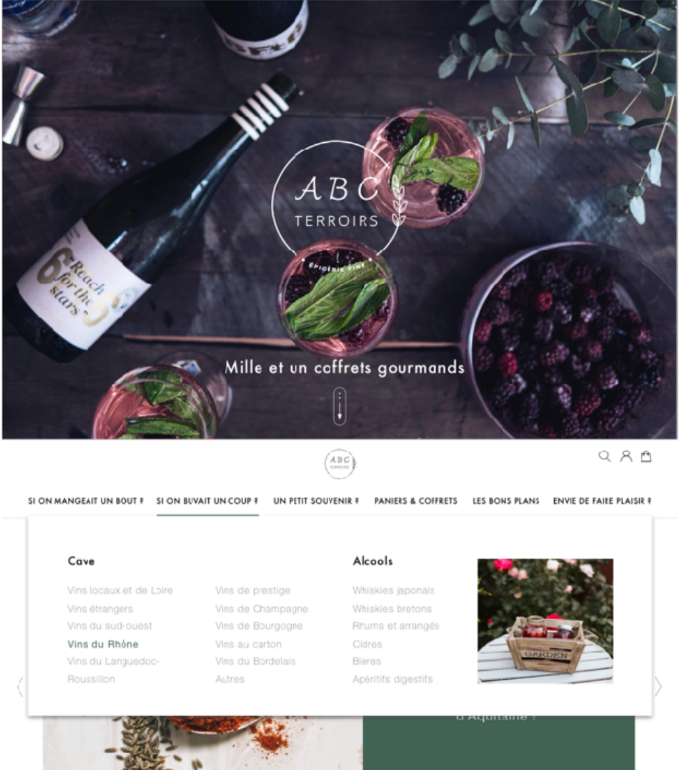 ABC
TERROIRS
ÉPICERIE FINE
6 Reach
for the
stars
Mille et un coffrets gourmands
ABC
TERROIRS
SI ON MANGEAIT UN BOUT ?
SI ON BUVAIT UN COUP ?
UN PETIT SOUVENIR ?
PANIERS & COFFRETS
LES BONS PLANS
ENVIE DE FAIRE PLAISIR ?
Cave
Vins locaux et de Loire
Vins étrangers
Vins du sud-ouest
Vins du Rhône
Vins du Languedoc-
Roussillon
Vins de prestige
Vins de Champagne
Vins de Bourgogne
Vins au carton
Vins du Bordelais
Autres
Alcools
Whiskies japonais
Whiskies bretons
Rhums et arrangés
Cidres
Bieres
Apéritifs digestifs
GARDEN
d'Aquitaine !